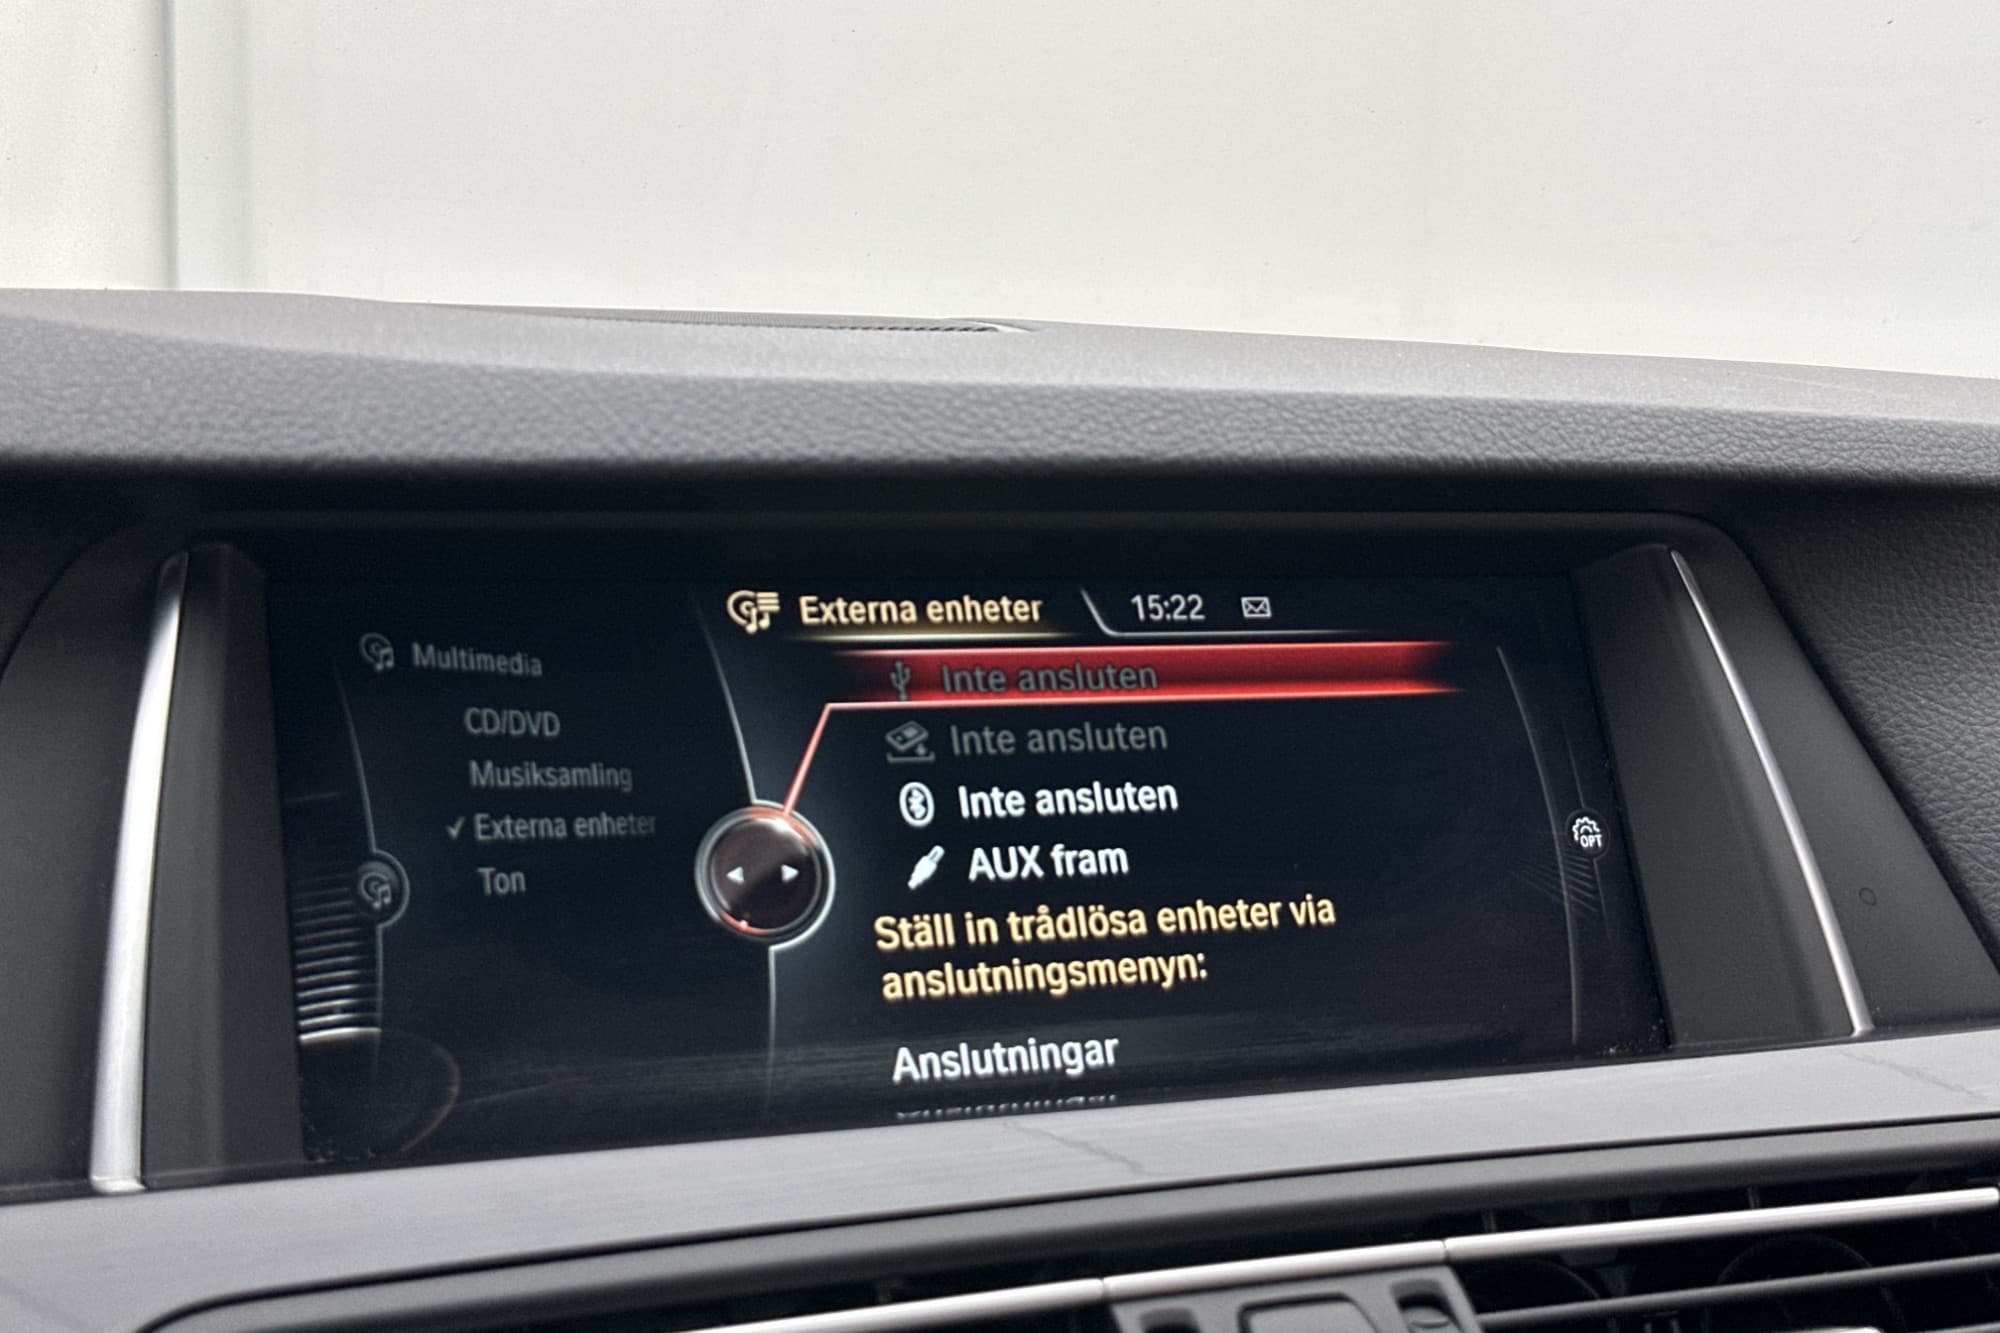 Externa enheter
15:22
Multimedia
CD/DVD
Musiksamling
Externa enheter
Ton
Inte ansluten
Inte ansluten
Inte ansluten
AUX fram
Ställ in trådlösa enheter via
anslutningsmenyn:
Anslutningar
OPT